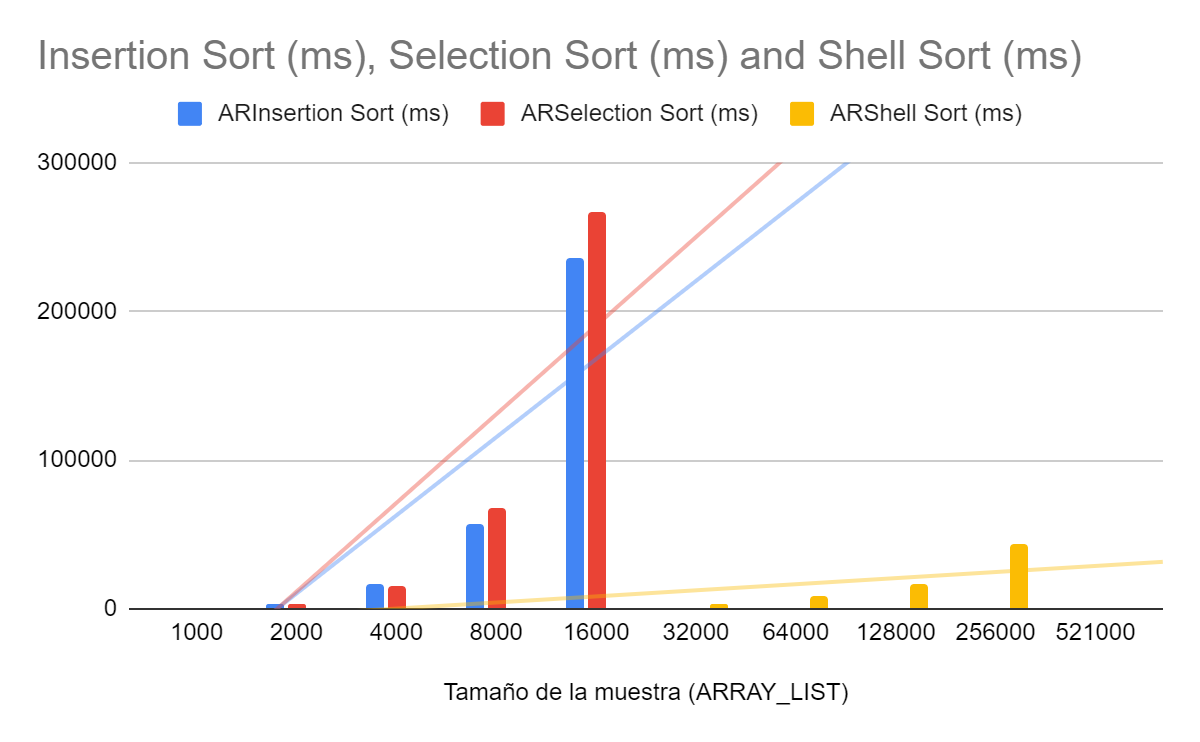 Insertion Sort (ms), Selection Sort (ms) and Shell Sort (ms)
ARInsertion Sort (ms) ARSelection Sort (ms) ARShell Sort (ms)
300000
200000
100000
0
1000 2000 4000 8000 16000 32000 64000 128000 256000 521000
Tamaño de la muestra (ARRAY_LIST)